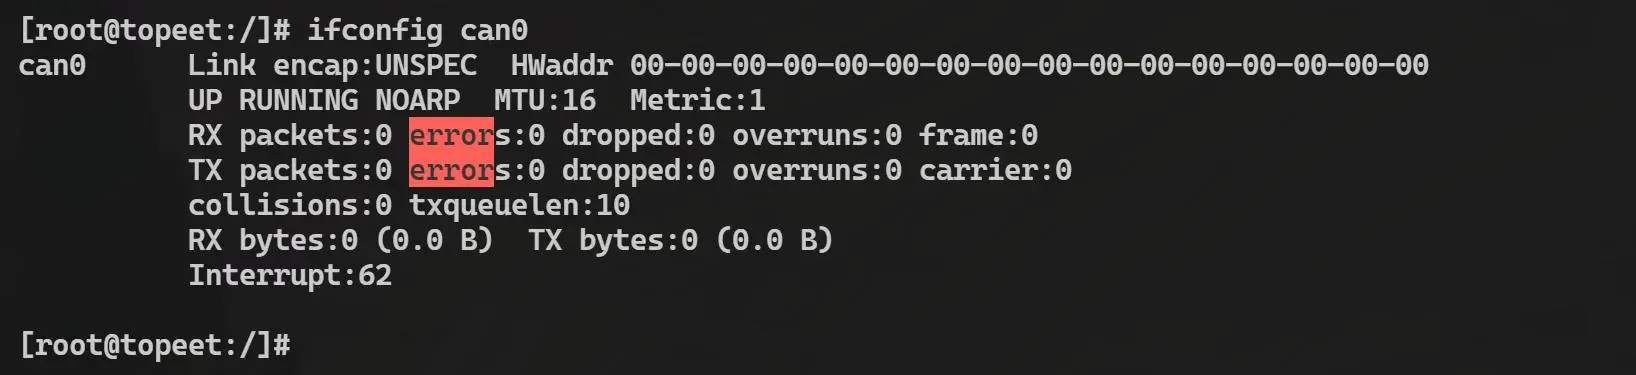 [root@topeet:/]# ifconfig can0
can0      Link encap:UNSPEC  HWaddr 00-00-00-00-00-00-00-00-00-00-00-00-00-00-00-00
          UP RUNNING NOARP  MTU:16  Metric:1
          RX packets:0 errors:0 dropped:0 overruns:0 frame:0
          TX packets:0 errors:0 dropped:0 overruns:0 carrier:0
          collisions:0 txqueuelen:10
          RX bytes:0 (0.0 B)  TX bytes:0 (0.0 B)
          Interrupt:62
[root@topeet:/]#